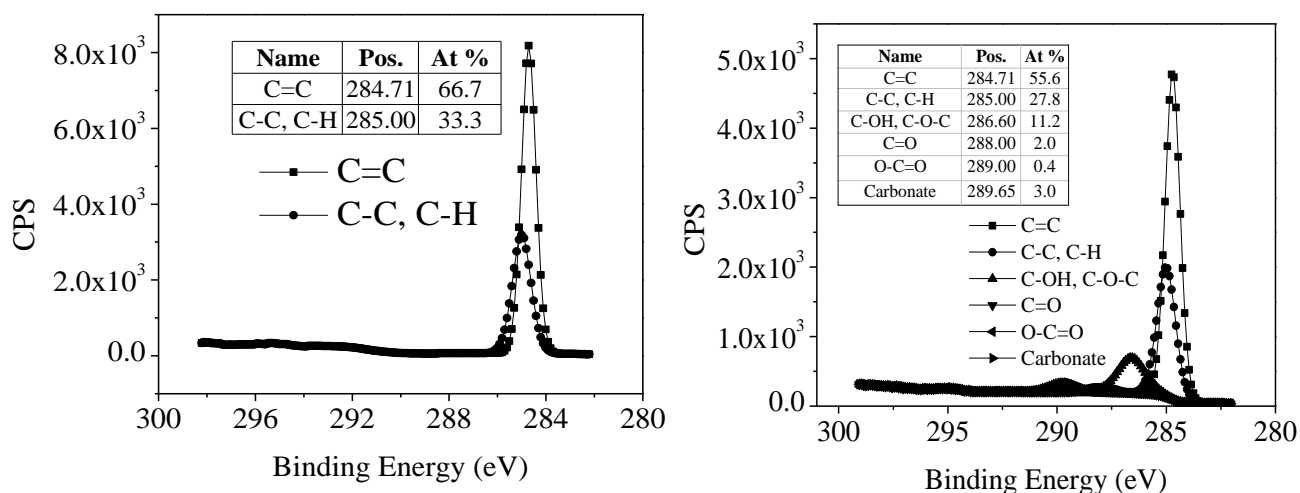 8.0x10³
6.0x10³
4.0x10³
2.0x10³
0.0
CPS
Name Pos. At %
C=C 284.71 66.7
C-C, C-H 285.00 33.3
C=C
C-C, C-H
300 296 292 288 284 280
Binding Energy (eV)
5.0x10³
4.0x10³
3.0x10³
2.0x10³
1.0x10³
0.0
CPS
Name Pos. At %
C=C 284.71 55.6
C-C, C-H 285.00 27.8
C-OH, C-O-C 286.60 11.2
C=O 288.00 2.0
O-C=O 289.00 0.4
Carbonate 289.65 3.0
C=C
C-C, C-H
C-OH, C-O-C
C=O
O-C=O
Carbonate
300 295 290 285 280
Binding Energy (eV)